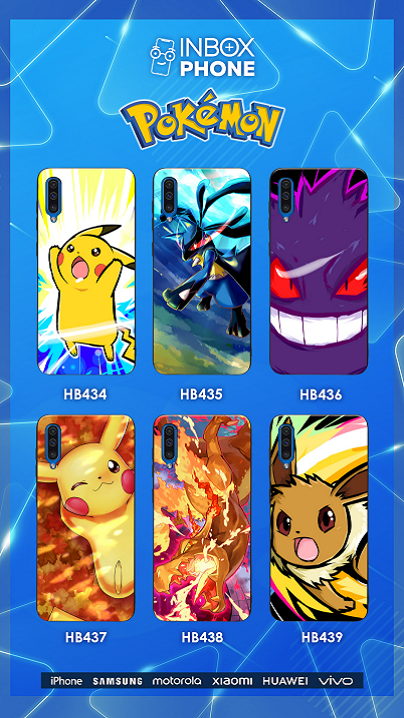 INBOX
PHONE
POKéMON
HB434 HB435 HB436
HB437 HB438 HB439
iPhone SAMSUNG motorola xiaomi HUAWEI vivo